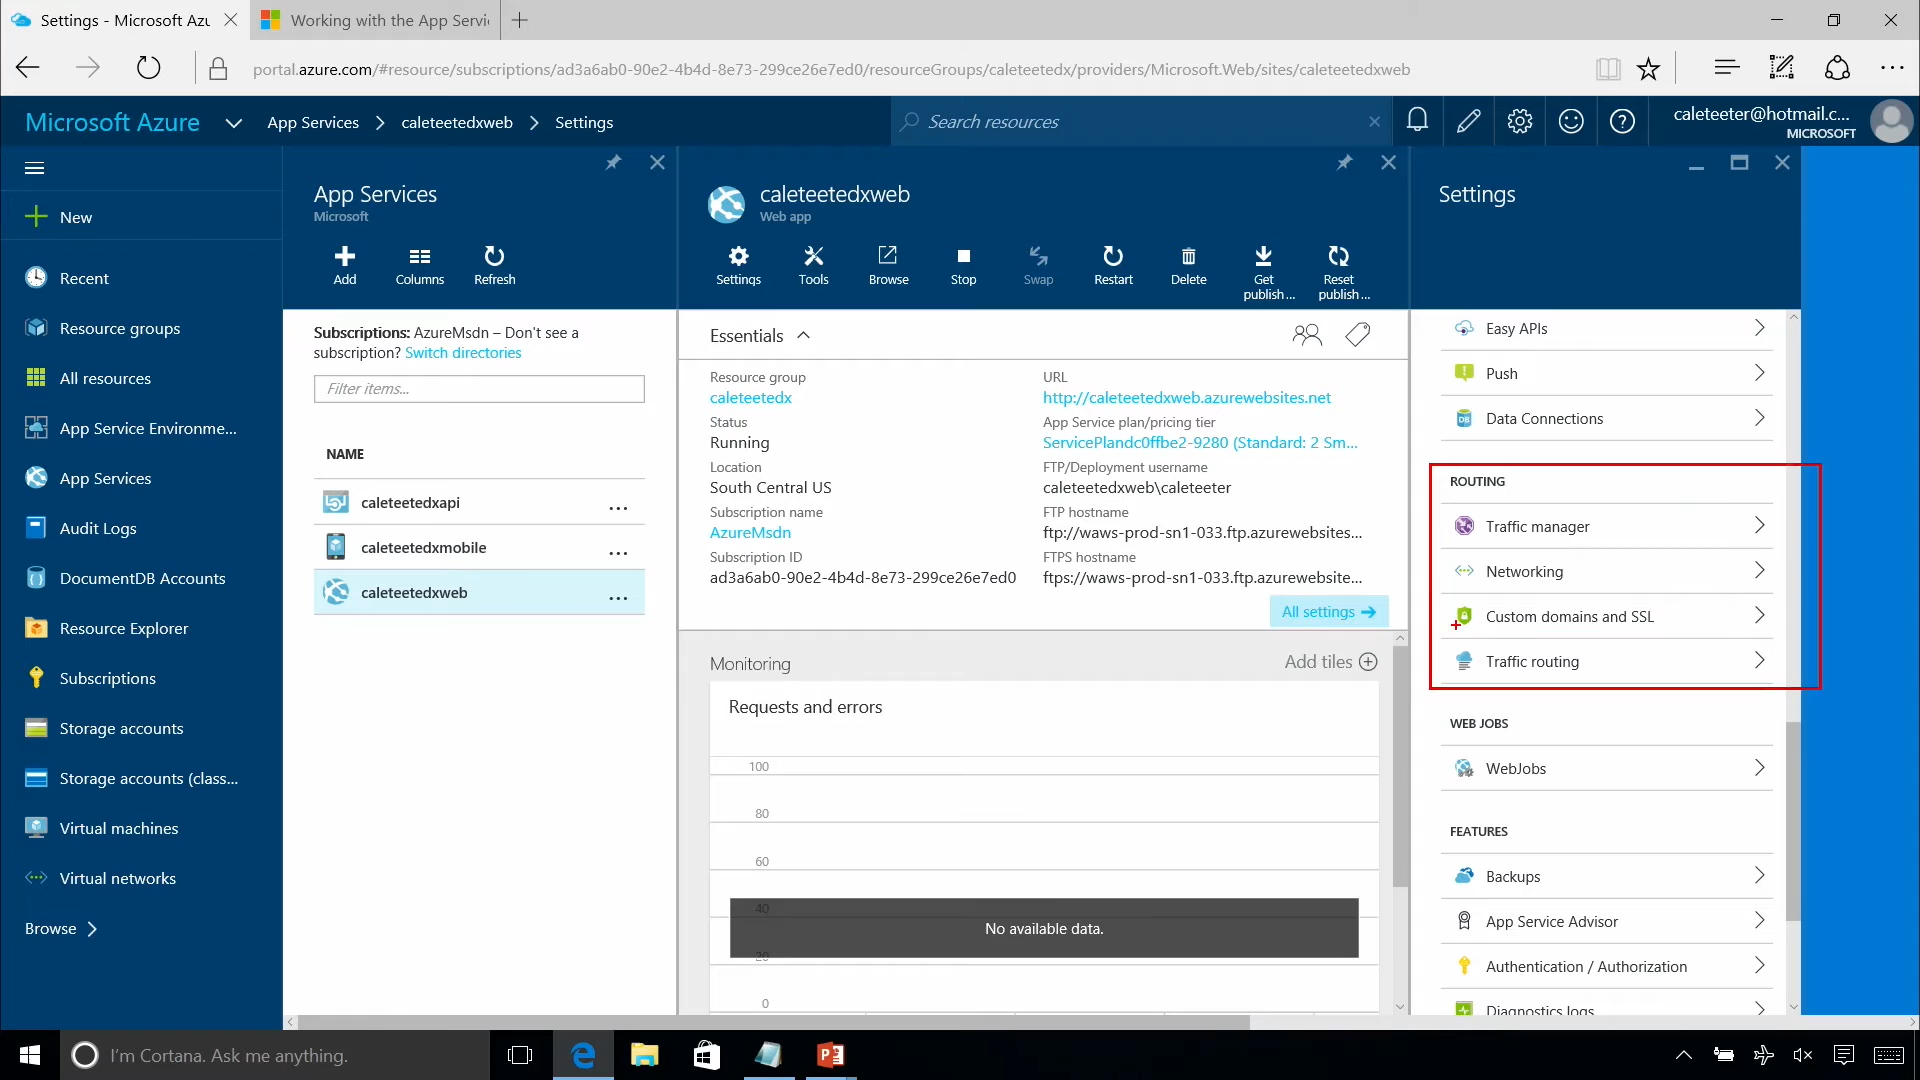 Settings - Microsoft Azu
Working with the App Servi
portal.azure.com/#resource/subscriptions/ad3a6ab0-90e2-4b4d-8e73-299ce26e7ed0/resourceGroups/caleteetedx/providers/Microsoft.Web/sites/caleteetedxweb
Microsoft Azure
App Services
caleteetedxweb
Settings
Search resources
caleteeter@hotmail.c...
MICROSOFT
New
Recent
Resource groups
All resources
App Service Environme...
App Services
Audit Logs
DocumentDB Accounts
Resource Explorer
Subscriptions
Storage accounts
Storage accounts (class...
Virtual machines
Virtual networks
Browse
App Services
Microsoft
Add
Columns
Refresh
Subscriptions: AzureMsdn – Don't see a
subscription? Switch directories
Filter items...
NAME
caleteetedxapi
caleteetedxmobile
caleteetedxweb
caleteetedxweb
Web app
Settings
Tools
Browse
Stop
Swap
Restart
Delete
Get
publish...
Reset
publish...
Essentials
Resource group
caleteetedx
Status
Running
Location
South Central US
Subscription name
AzureMsdn
Subscription ID
ad3a6ab0-90e2-4b4d-8e73-299ce26e7ed0
URL
http://caleteetedxweb.azurewebsites.net
App Service plan/pricing tier
ServicePlandc0ffbe2-9280 (Standard: 2 Sm...
FTP/Deployment username
caleteetedxweb\caleteeter
FTP hostname
ftp://waws-prod-sn1-033.ftp.azurewebsites...
FTPS hostname
ftps://waws-prod-sn1-033.ftp.azurewebsite...
All settings
Monitoring
Add tiles
Requests and errors
100
80
60
40
No available data.
20
0
Settings
Easy APIs
Push
Data Connections
ROUTING
Traffic manager
Networking
Custom domains and SSL
Traffic routing
WEB JOBS
WebJobs
FEATURES
Backups
App Service Advisor
Authentication / Authorization
Diagnostics logs
I'm Cortana. Ask me anything.